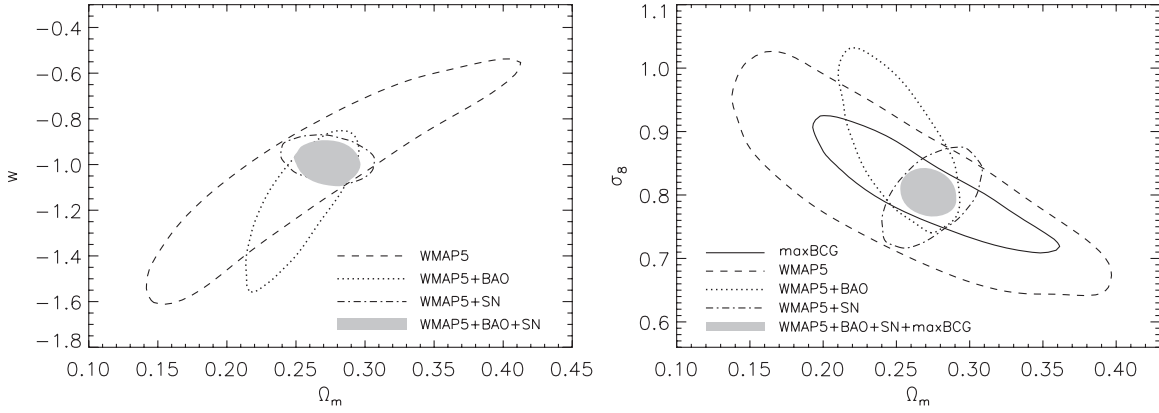 −0.4
−0.6
−0.8
−1.0
−1.2
−1.4
−1.6
−1.8
w
0.10 0.15 0.20 0.25 0.30 0.35 0.40 0.45
Ωm
WMAP5
WMAP5+BAO
WMAP5+SN
WMAP5+BAO+SN
1.1
1.0
0.9
0.8
0.7
0.6
σ8
0.10 0.15 0.20 0.25 0.30 0.35 0.40
Ωm
maxBCG
WMAP5
WMAP5+BAO
WMAP5+SN
WMAP5+BAO+SN+maxBCG